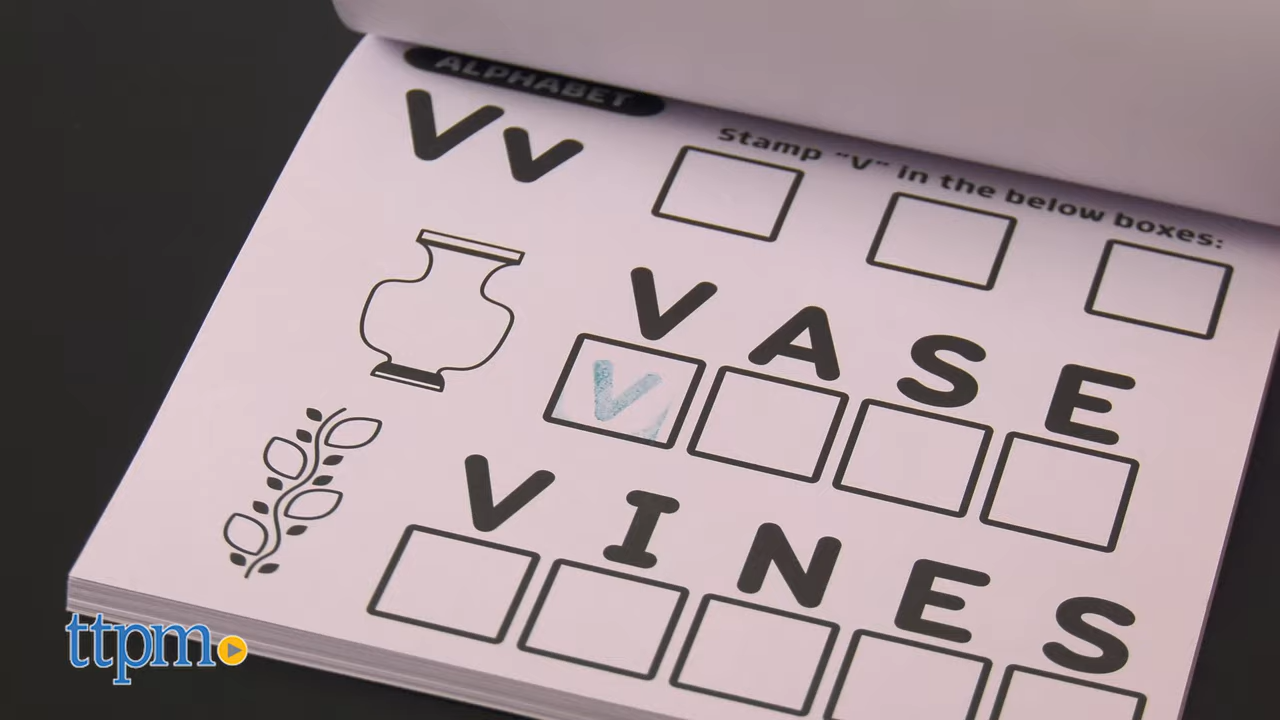 ALPHABET
Vv
Stamp "V" in the below boxes:
VASE
V
VINES
ttpm